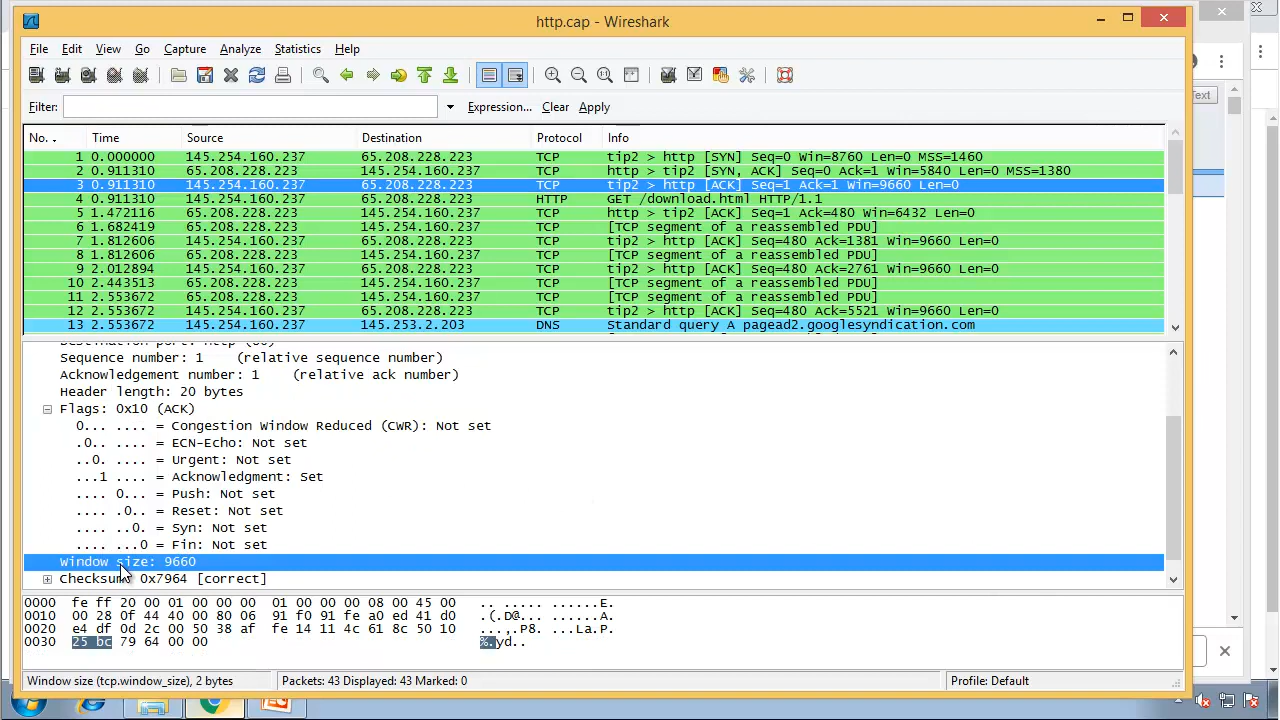 http.cap - Wireshark
File Edit View Go Capture Analyze Statistics Help
Filter: Expression... Clear Apply
Text
No. . Time Source Destination Protocol Info
1 0.000000 145.254.160.237 65.208.228.223 TCP tip2 > http [SYN] Seq=0 Win=8760 Len=0 MSS=1460
2 0.911310 65.208.228.223 145.254.160.237 TCP http > tip2 [SYN, ACK] Seq=0 Ack=1 Win=5840 Len=0 MSS=1380
3 0.911310 145.254.160.237 65.208.228.223 TCP tip2 > http [ACK] Seq=1 Ack=1 Win=9660 Len=0
4 0.911310 145.254.160.237 65.208.228.223 HTTP GET /download.html HTTP/1.1
5 1.472116 65.208.228.223 145.254.160.237 TCP http > tip2 [ACK] Seq=1 Ack=480 Win=6432 Len=0
6 1.682419 65.208.228.223 145.254.160.237 TCP [TCP segment of a reassembled PDU]
7 1.812606 145.254.160.237 65.208.228.223 TCP tip2 > http [ACK] Seq=480 Ack=1381 Win=9660 Len=0
8 1.812606 65.208.228.223 145.254.160.237 TCP [TCP segment of a reassembled PDU]
9 2.012894 145.254.160.237 65.208.228.223 TCP tip2 > http [ACK] Seq=480 Ack=2761 Win=9660 Len=0
10 2.443513 65.208.228.223 145.254.160.237 TCP [TCP segment of a reassembled PDU]
11 2.553672 65.208.228.223 145.254.160.237 TCP [TCP segment of a reassembled PDU]
12 2.553672 145.254.160.237 65.208.228.223 TCP tip2 > http [ACK] Seq=480 Ack=5521 Win=9660 Len=0
13 2.553672 145.254.160.237 145.253.2.203 DNS Standard query A pagead2.googlesyndication.com
Destination port: http (80)
Sequence number: 1 (relative sequence number)
Acknowledgement number: 1 (relative ack number)
Header length: 20 bytes
Flags: 0x10 (ACK)
0... .... = Congestion Window Reduced (CWR): Not set
.0.. .... = ECN-Echo: Not set
..0. .... = Urgent: Not set
...1 .... = Acknowledgment: Set
.... 0... = Push: Not set
.... .0.. = Reset: Not set
.... ..0. = Syn: Not set
.... ...0 = Fin: Not set
Window size: 9660
Checksum: 0x7964 [correct]
0000 fe ff 20 00 01 00 00 00 01 00 00 00 08 00 45 00 .. ..... ......E.
0010 00 28 0f 44 40 00 80 06 91 f0 91 fe a0 ed 41 d0 .(.D@... ......A.
0020 e4 df 0d 2c 00 50 38 af fe 14 11 4c 61 8c 50 10 ...,.P8. ...La.P.
0030 25 bc 79 64 00 00 %.yd..
Window size (tcp.window_size), 2 bytes Packets: 43 Displayed: 43 Marked: 0 Profile: Default